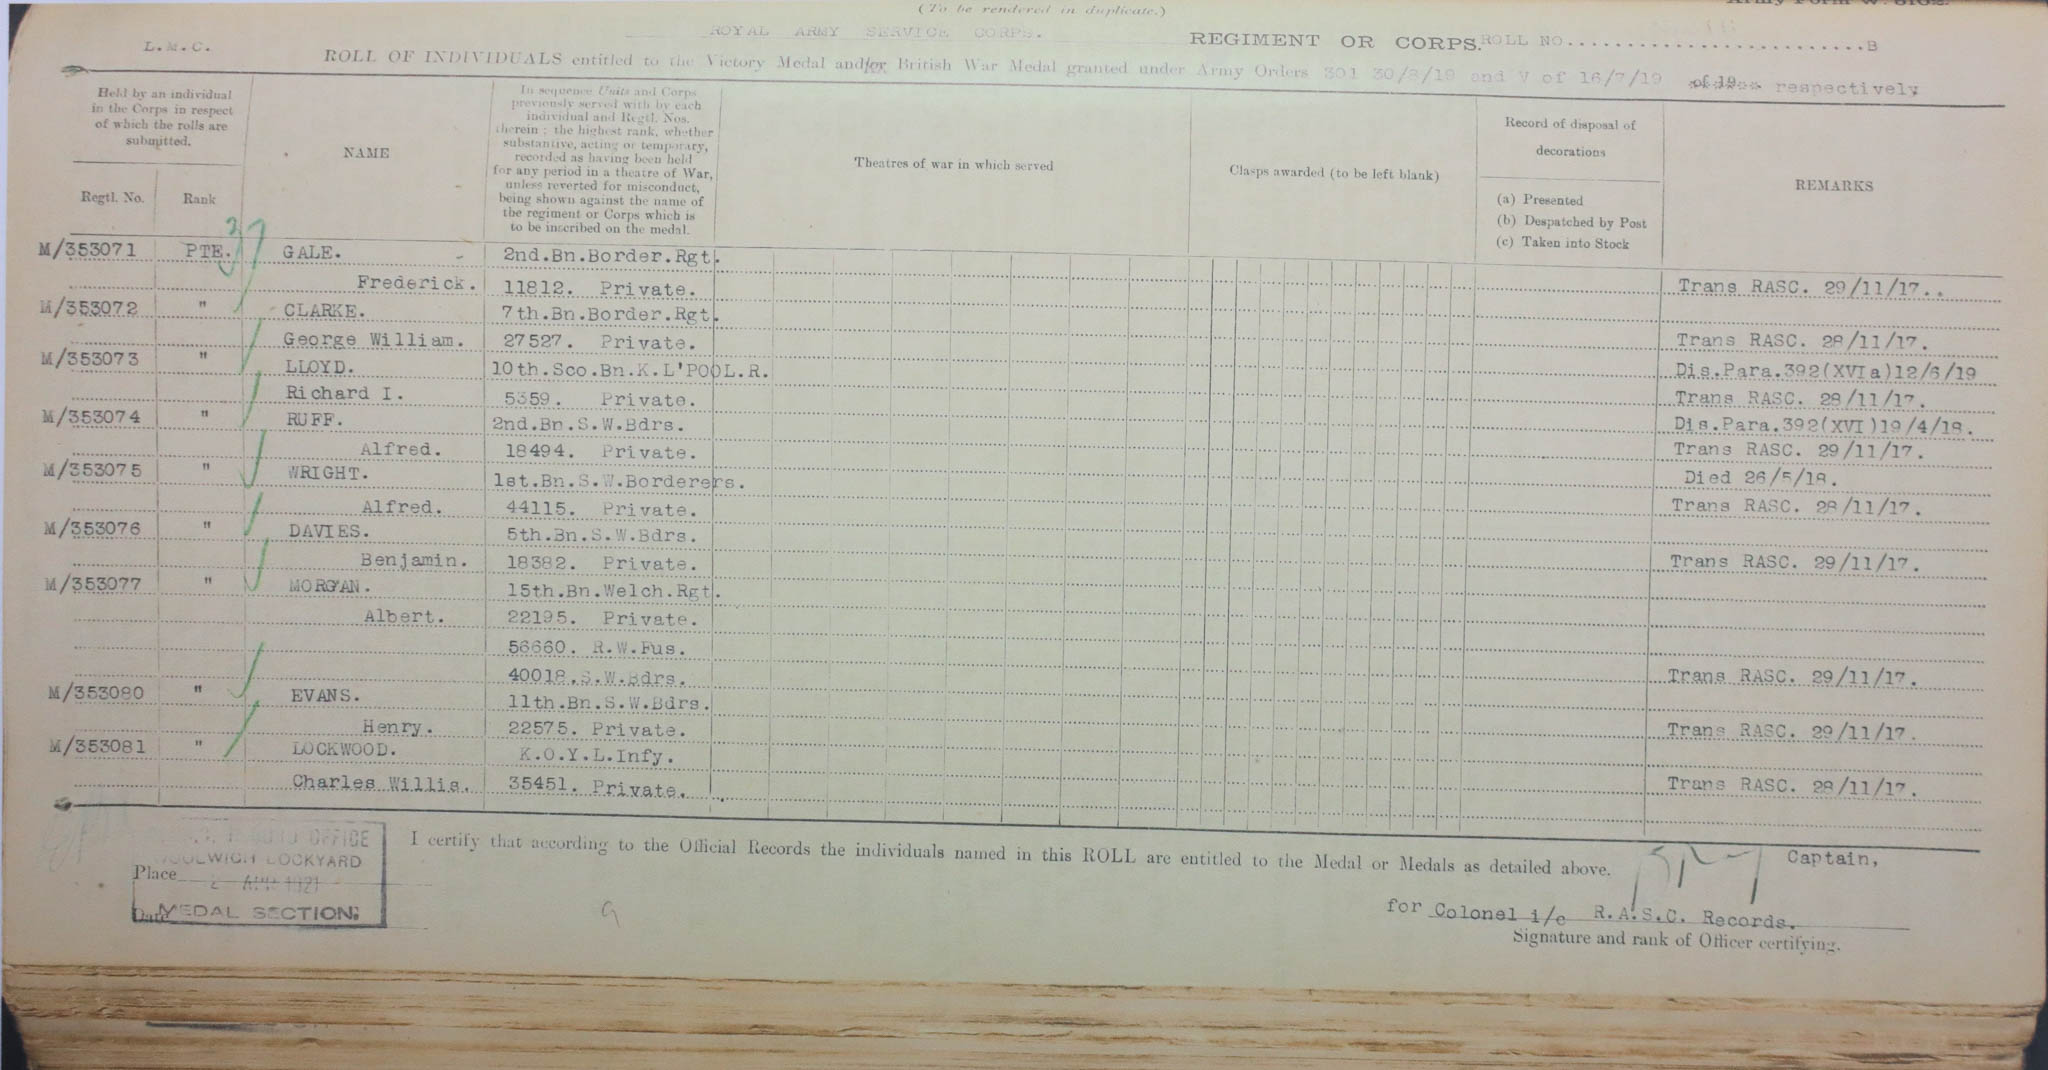 (To be rendered in duplicate.)
L.M.C.
ROYAL ARMY SERVICE CORPS. REGIMENT OR CORPS. ROLL NO. B
ROLL OF INDIVIDUALS entitled to the Victory Medal and/or British War Medal granted under Army Orders 301 30/8/19 and V of 16/7/19 of 19 respectively
Held by an individual in the Corps in respect of which the rolls are submitted.
Regtl. No.
Rank
NAME
In sequence Units and Corps
previously served with by each
individual and Regtl. Nos.
therein; the highest rank, whether
substantive, acting or temporary,
recorded as having been held
for any period in a theatre of War,
unless reverted for misconduct,
being shown against the name of
the regiment or Corps which is
to be inscribed on the medal.
Theatres of war in which served
Clasps awarded (to be left blank)
Record of disposal of
decorations
(a) Presented
(b) Despatched by Post
(c) Taken into Stock
REMARKS
M/353071 PTE. GALE. 2nd.Bn.Border.Rgt.
Frederick. 11812. Private. Trans RASC. 29/11/17.
M/353072 " CLARKE. 7th.Bn.Border.Rgt.
George William. 27527. Private. Trans RASC. 28/11/17.
M/353073 " LLOYD. 10th.Sco.Bn.K.L'POOL.R. Dis.Para.392(XVIa)12/6/19
Richard I. 5359. Private. Trans RASC. 28/11/17.
M/353074 " RUFF. 2nd.Bn.S.W.Bdrs. Dis.Para.392(XVI)19/4/18.
Alfred. 18494. Private. Trans RASC. 29/11/17.
M/353075 " WRIGHT. 1st.Bn.S.W.Borderers. Died 26/5/18.
Alfred. 44115. Private. Trans RASC. 28/11/17.
M/353076 " DAVIES. 5th.Bn.S.W.Bdrs.
Benjamin. 18382. Private. Trans RASC. 29/11/17.
M/353077 " MORGAN. 15th.Bn.Welch.Rgt.
Albert. 22195. Private.
56660. R.W.Fus.
40018.S.W.Bdrs. Trans RASC. 29/11/17.
M/353080 " EVANS. 11th.Bn.S.W.Bdrs.
Henry. 22575. Private. Trans RASC. 29/11/17.
M/353081 " LOCKWOOD. K.O.Y.L.Infy.
Charles Willis. 35451. Private. Trans RASC. 28/11/17.
OFFICE
WOOLWICH DOCKYARD
1921
MEDAL SECTION.
Place
Date
I certify that according to the Official Records the individuals named in this ROLL are entitled to the Medal or Medals as detailed above.
Captain,
for Colonel i/c R.A.S.C. Records.
Signature and rank of Officer certifying.